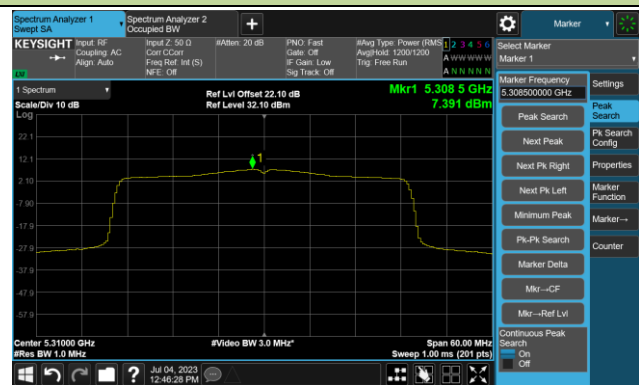 Spectrum Analyzer 1
Swept SA
Spectrum Analyzer 2
Occupied BW
+
Marker
KEYSIGHT
Input: RF
Coupling: AC
Align: Auto
Input Z: 50 Ω
Corr CCorr
Freq Ref: Int (S)
NFE: Off
#Atten: 20 dB
PNO: Fast
Gate: Off
IF Gain: Low
Sig Track: Off
#Avg Type: Power (RMS
Avg|Hold: 1200/1200
Trig: Free Run
1 2 3 4 5 6
A W W W W W
A N N N N N
LW
Select Marker
Marker 1
1 Spectrum
Scale/Div 10 dB
Log
Ref Lvl Offset 22.10 dB
Ref Level 32.10 dBm
Mkr1 5.308 5 GHz
7.391 dBm
22.1
12.1
2.10
-7.90
-17.9
-27.9
-37.9
-47.9
-57.9
1
Center 5.31000 GHz
#Res BW 1.0 MHz
#Video BW 3.0 MHz*
Span 60.00 MHz
Sweep 1.00 ms (201 pts)
Marker Frequency
5.308500000 GHz
Peak Search
Next Peak
Next Pk Right
Next Pk Left
Minimum Peak
Pk-Pk Search
Marker Delta
Mkr→CF
Mkr→Ref Lvl
Continuous Peak
Search
On
Off
Settings
Peak
Search
Pk Search
Config
Properties
Marker
Function
Marker→
Counter
?
Jul 04, 2023
12:46:28 PM